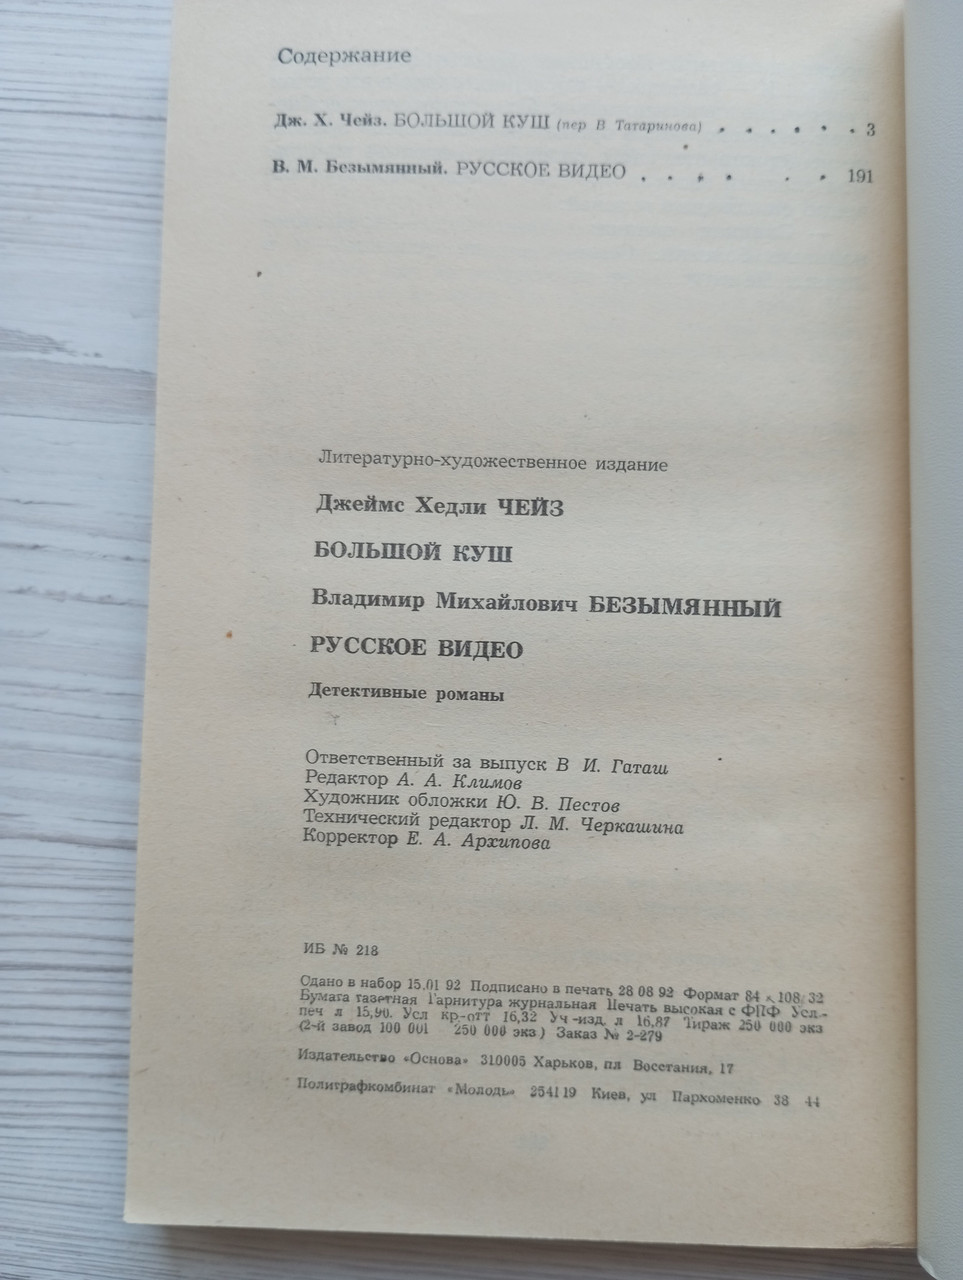 Содержание
Дж. Х. Чейз. БОЛЬШОЙ КУШ (пер В Татаринова) . . . . . . 3
В. М. Безымянный. РУССКОЕ ВИДЕО . . . . . . 191
Литературно-художественное издание
Джеймс Хедли ЧЕЙЗ
БОЛЬШОЙ КУШ
Владимир Михайлович БЕЗЫМЯННЫЙ
РУССКОЕ ВИДЕО
Детективные романы
Ответственный за выпуск В И. Гаташ
Редактор А. А. Климов
Художник обложки Ю. В. Пестов
Технический редактор Л. М. Черкашина
Корректор Е. А. Архипова
ИБ № 218
Сдано в набор 15.01 92 Подписано в печать 28 08 92 Формат 84 × 108/32
Бумага газетная Гарнитура журнальная Печать высокая с ФПФ Усл.-
печ л 15,90. Усл кр-отт 16,32 Уч-изд. л 16,87 Тираж 250 000 экз
(2-й завод 100 001 250 000 экз) Заказ № 2-279
Издательство «Основа» 310005 Харьков, пл Восстания, 17
Полиграфкомбинат «Молодь» 254119 Киев, ул Пархоменко 38 44